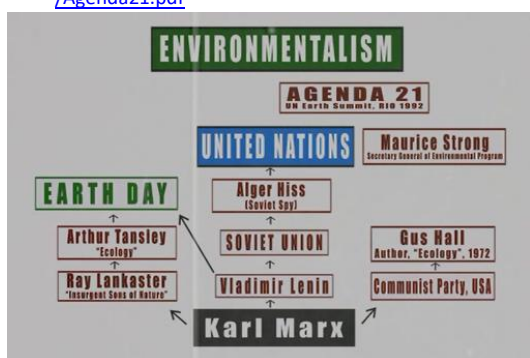 /Agenda21.pdf
ENVIRONMENTALISM
AGENDA 21
UN Earth Summit, RIO 1992
UNITED NATIONS
Maurice Strong
Secretary General of Environmental Program
EARTH DAY
Alger Hiss
(Soviet Spy)
Arthur Tansley
"Ecology"
SOVIET UNION
Gus Hall
Author, "Ecology", 1972
Ray Lankaster
"Insurgent Sons of Nature"
Vladimir Lenin
Communist Party, USA
Karl Marx